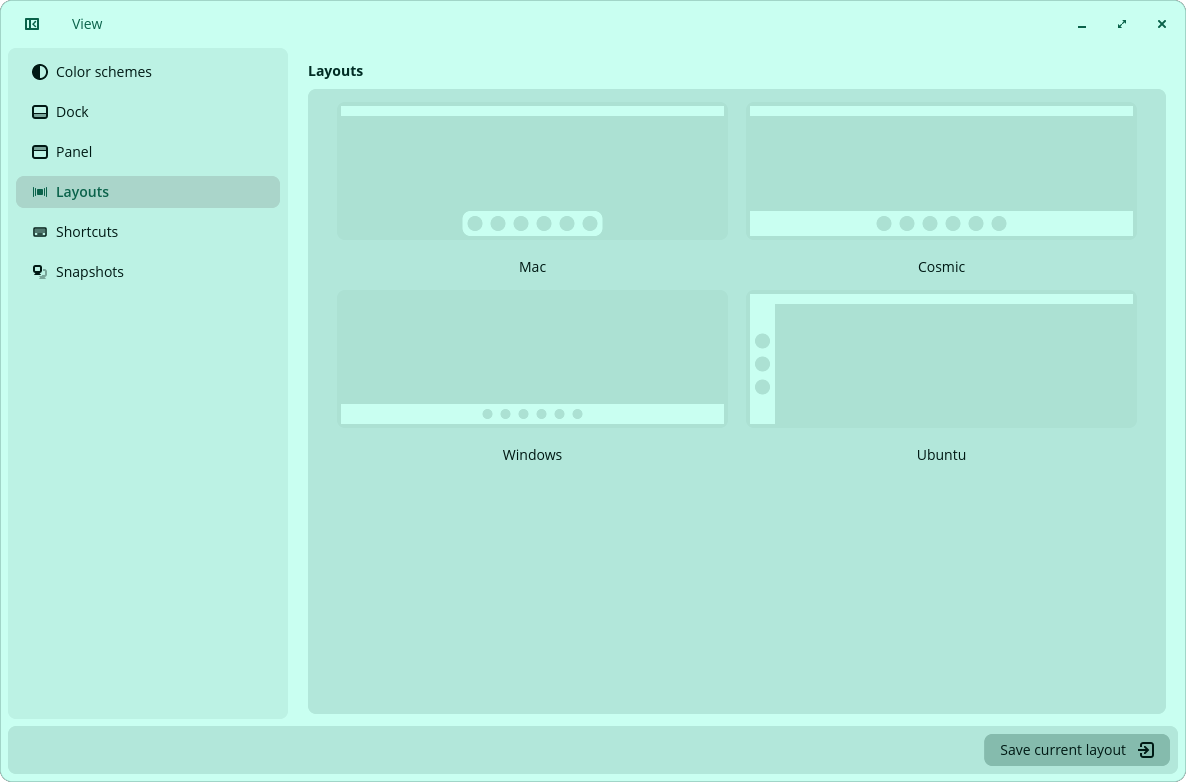 View
Color schemes
Dock
Panel
Layouts
Shortcuts
Snapshots
Layouts
Mac
Cosmic
Windows
Ubuntu
Save current layout